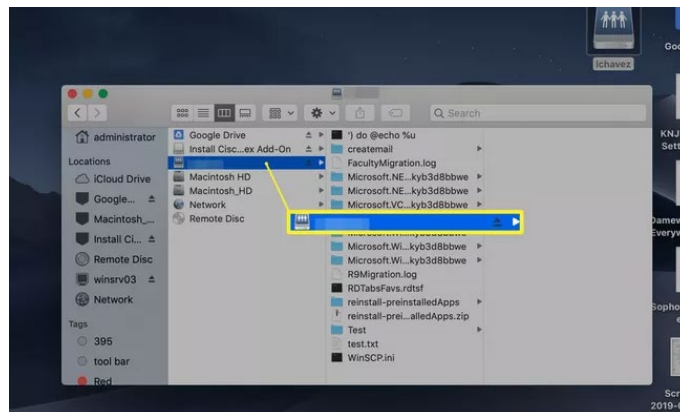 lchavez
Goo
Search
administrator
Locations
iCloud Drive
Google...
Macintosh_...
Install Ci...
Remote Disc
winsrv03
Network
Tags
395
tool bar
Red
Google Drive
Install Cisc...ex Add-On
Macintosh HD
Macintosh_HD
Network
Remote Disc
') do @echo %u
createmail
FacultyMigration.log
Microsoft.NE...kyb3d8bbwe
Microsoft.NE...kyb3d8bbwe
Microsoft.VC...kyb3d8bbwe
Microsoft.Wi...kyb3d8bbwe
Microsoft.Wi...kyb3d8bbwe
R9Migration.log
RDTabsFavs.rdtsf
reinstall-preinstalledApps
reinstall-prei...alledApps.zip
Test
test.txt
WinSCP.ini
KNJ
Sett
Damew
Everyw
Sopho
e
Scr
2019-0